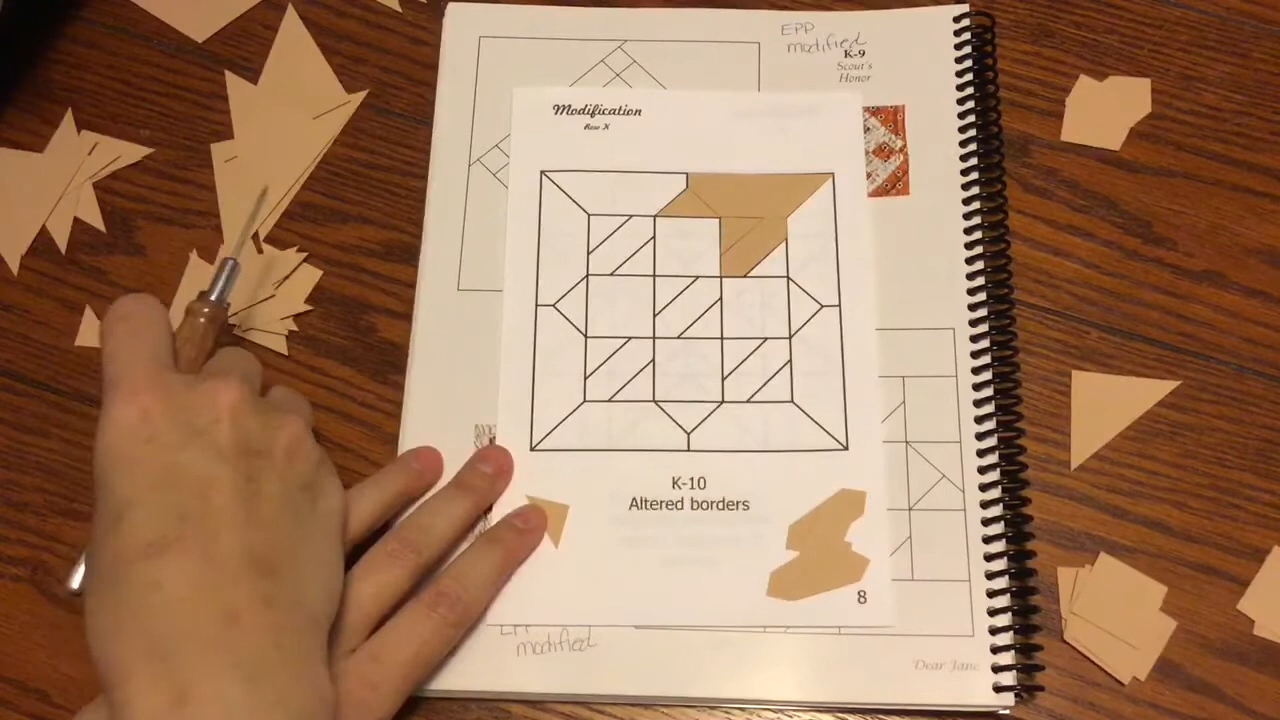 EPP
modified
K-9
Scout's
Honor
Modification
Row K
K-10
Altered borders
8
EPP
modified
Dear Jane